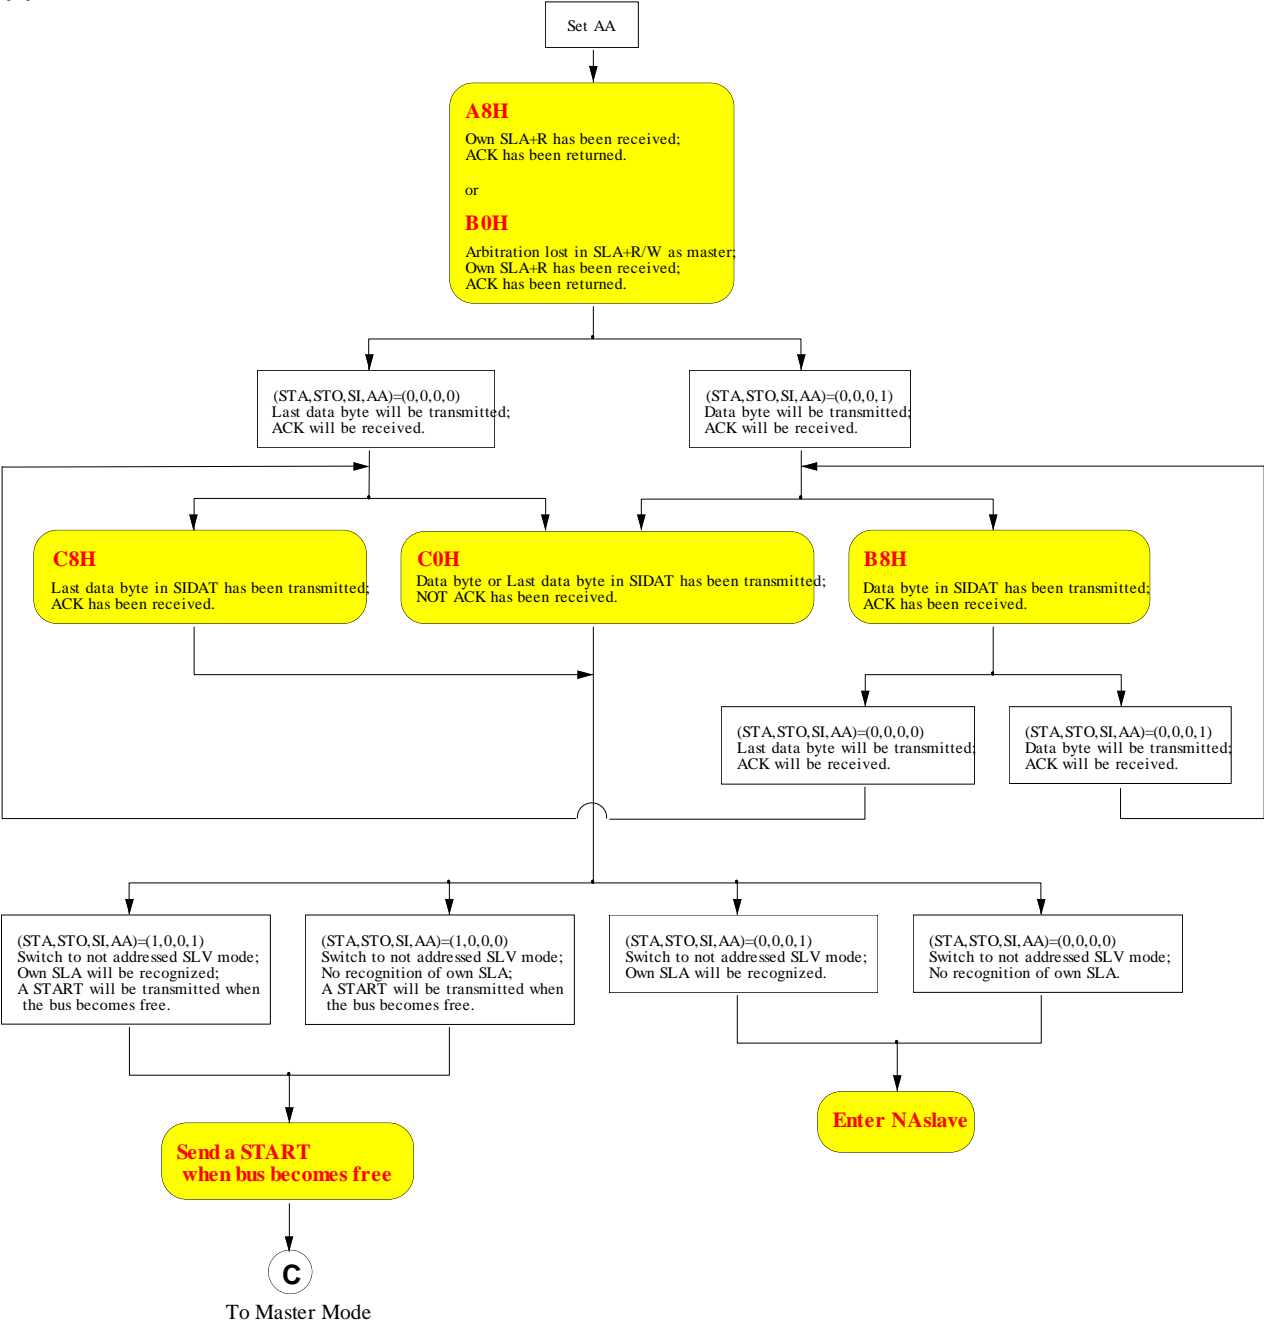 Set AA
A8H
Own SLA+R has been received;
ACK has been returned.
or
B0H
Arbitration lost in SLA+R/W as master;
Own SLA+R has been received;
ACK has been returned.
(STA,STO,SI,AA)=(0,0,0,0)
Last data byte will be transmitted;
ACK will be received.
(STA,STO,SI,AA)=(0,0,0,1)
Data byte will be transmitted;
ACK will be received.
C8H
Last data byte in SIDAT has been transmitted;
ACK has been received.
C0H
Data byte or Last data byte in SIDAT has been transmitted;
NOT ACK has been received.
B8H
Data byte in SIDAT has been transmitted;
ACK has been received.
(STA,STO,SI,AA)=(0,0,0,0)
Last data byte will be transmitted;
ACK will be received.
(STA,STO,SI,AA)=(0,0,0,1)
Data byte will be transmitted;
ACK will be received.
(STA,STO,SI,AA)=(1,0,0,1)
Switch to not addressed SLV mode;
Own SLA will be recognized;
A START will be transmitted when
the bus becomes free.
(STA,STO,SI,AA)=(1,0,0,0)
Switch to not addressed SLV mode;
No recognition of own SLA;
A START will be transmitted when
the bus becomes free.
(STA,STO,SI,AA)=(0,0,0,1)
Switch to not addressed SLV mode;
Own SLA will be recognized.
(STA,STO,SI,AA)=(0,0,0,0)
Switch to not addressed SLV mode;
No recognition of own SLA.
Enter NAslave
Send a START
when bus becomes free
C
To Master Mode